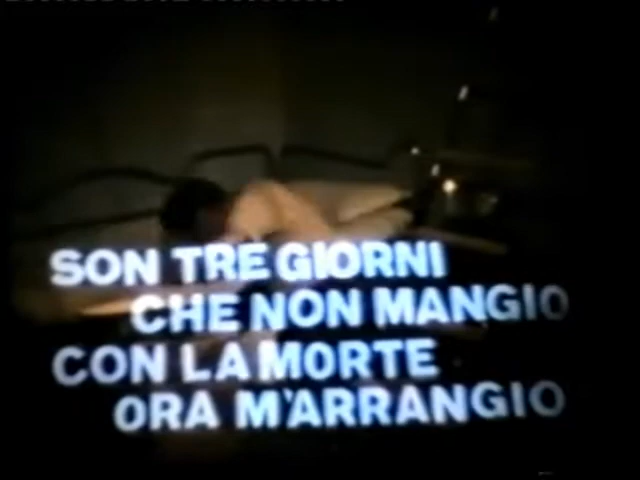 SON TRE GIORNI
CHE NON MANGIO
CON LA MORTE
ORA M'ARRANGIO